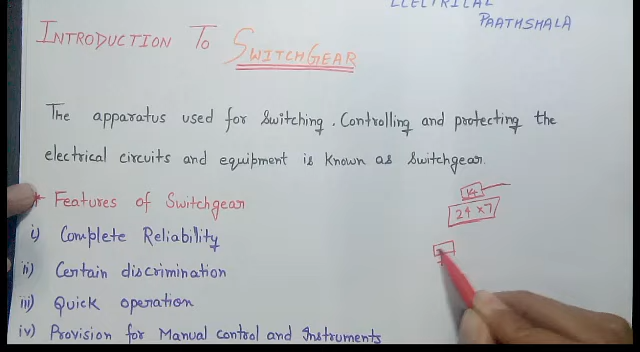 ELECTRICAL
PAATHSHALA
INTRODUCTION TO SWITCHGEAR
The apparatus used for Switching, Controlling and protecting the
electrical circuits and equipment is known as Switchgear.
* Features of Switchgear
i) Complete Reliability
ii) Certain discrimination
iii) Quick operation
iv) Provision for Manual control and Instruments
24 x 7